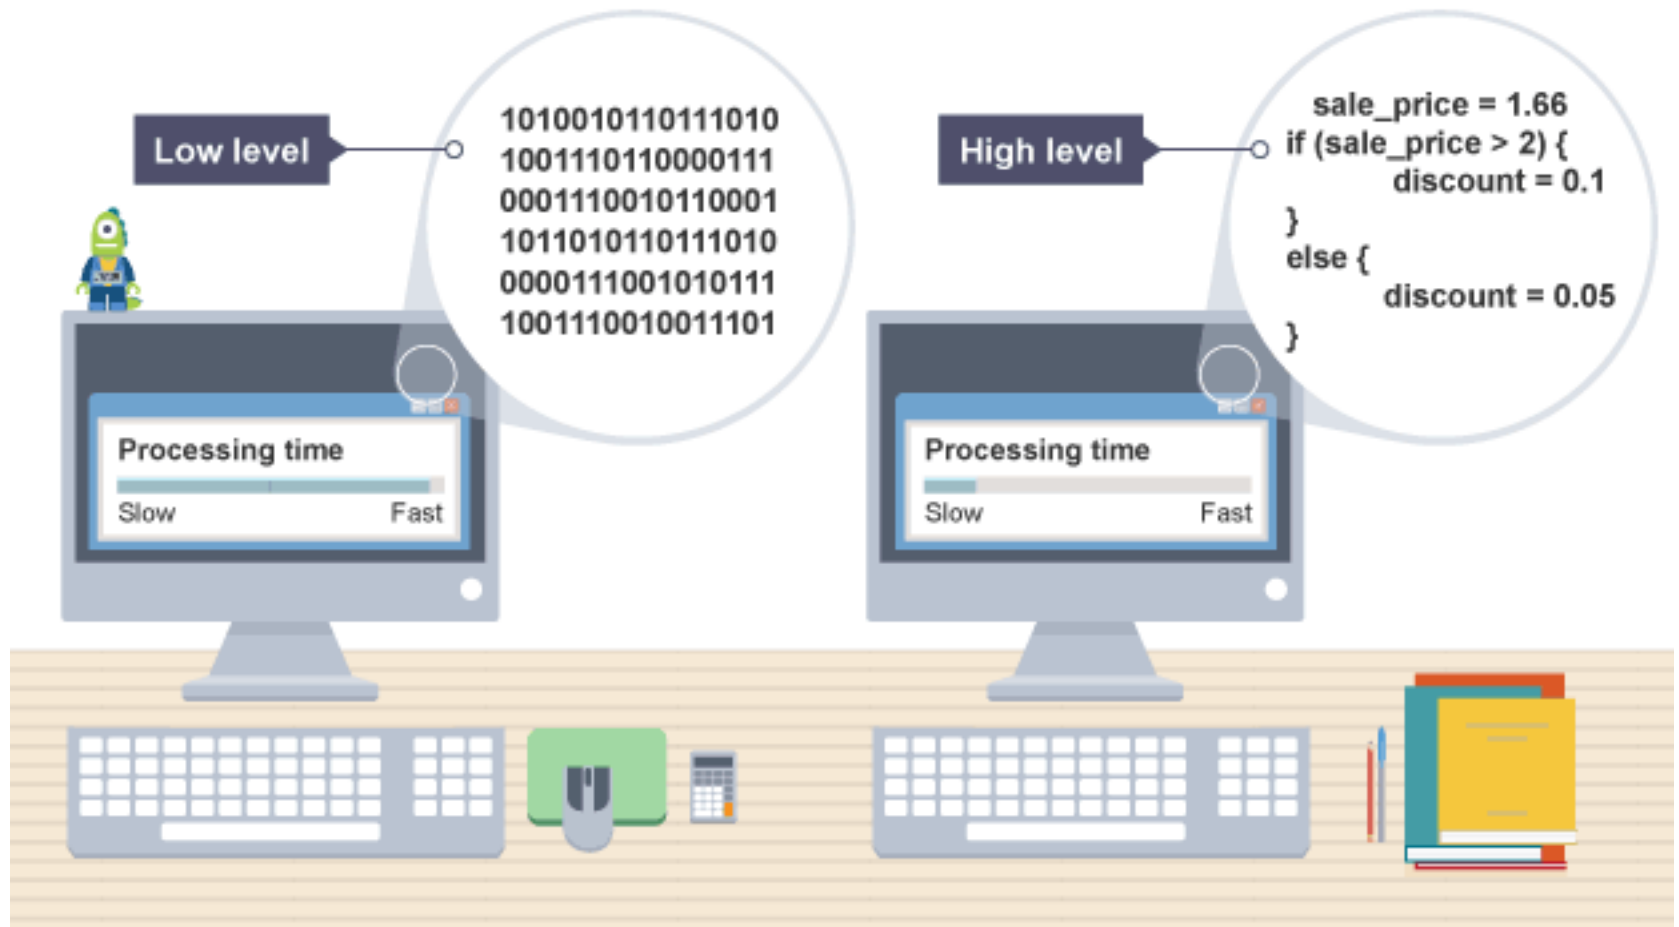 Low level
1010010110111010
1001110110000111
0001110010110001
1011010110111010
0000111001010111
1001110010011101
Processing time
Slow Fast
High level
sale_price = 1.66
if (sale_price > 2) {
discount = 0.1
}
else {
discount = 0.05
}
Processing time
Slow Fast